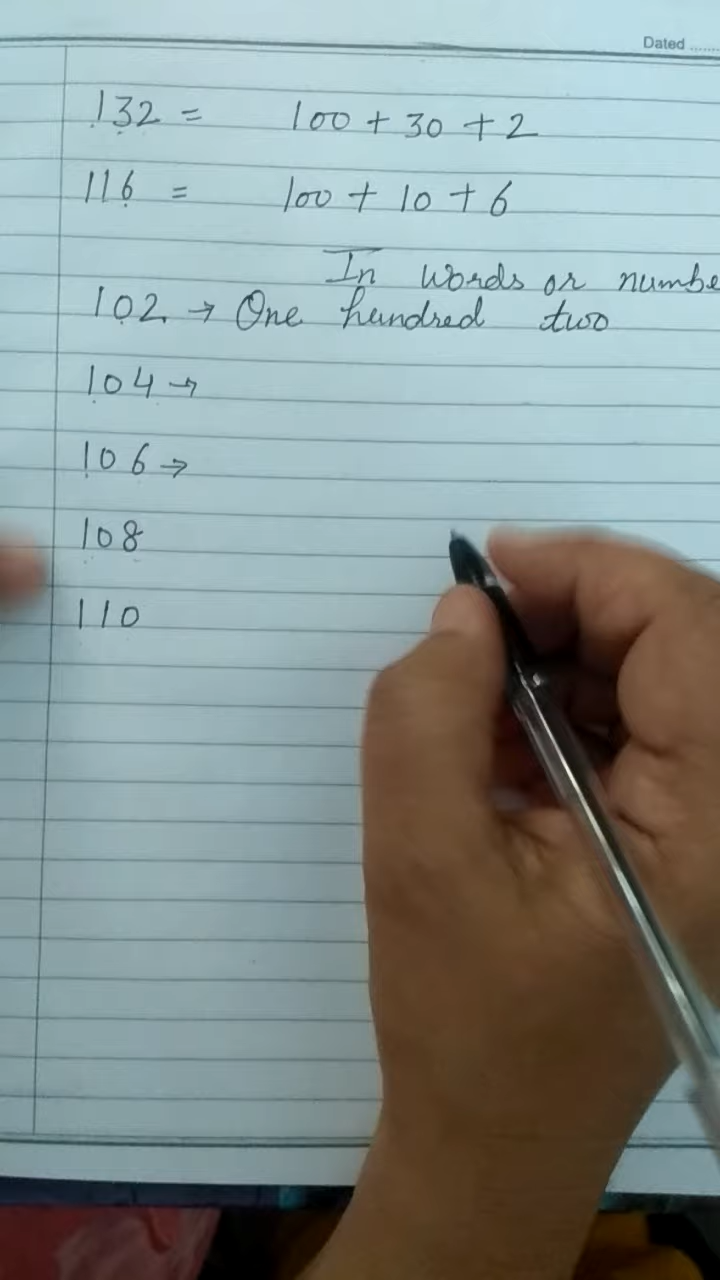 Dated ........
132 = 100 + 30 + 2
116 = 100 + 10 + 6
In words or numbe
102 → One hundred two
104 →
106 →
108
110